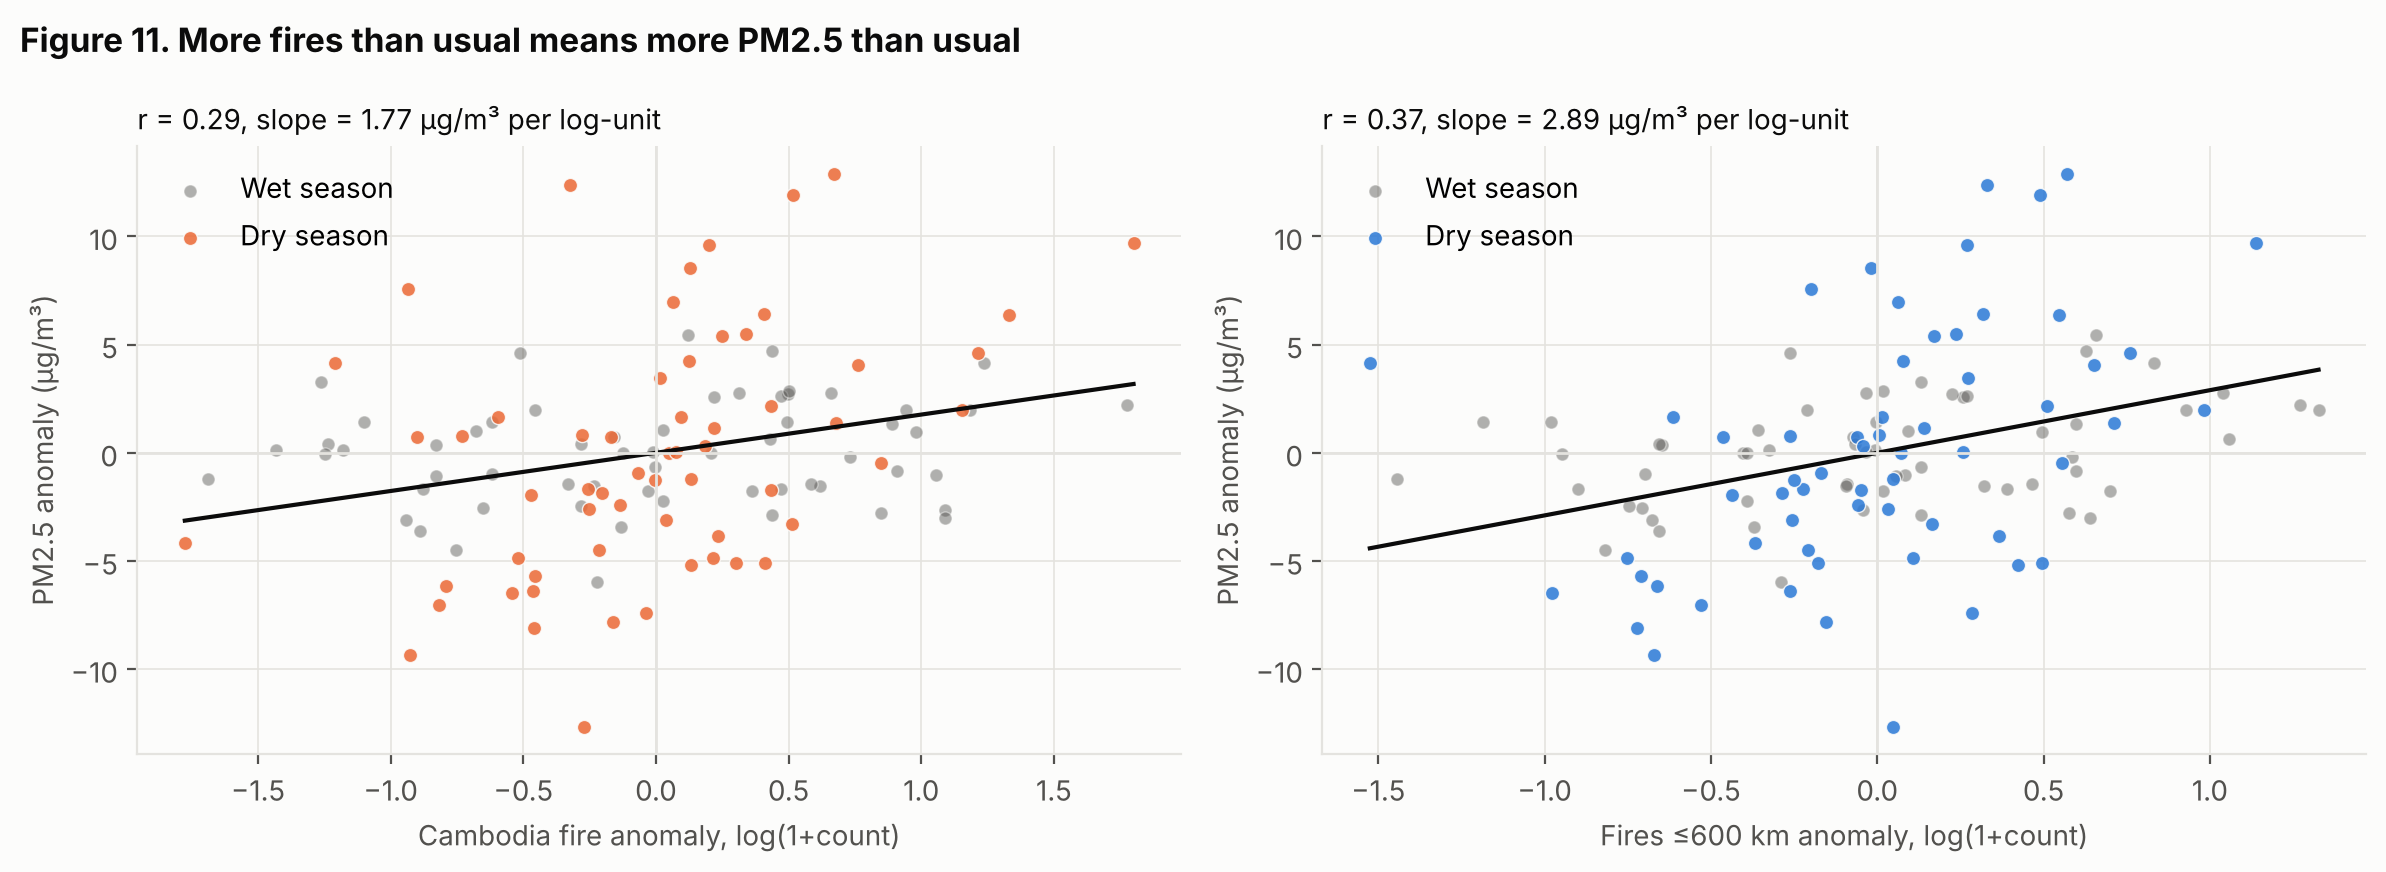 Figure 11. More fires than usual means more PM2.5 than usual
r = 0.29, slope = 1.77 µg/m³ per log-unit
Wet season
Dry season
10
5
0
−5
−10
PM2.5 anomaly (µg/m³)
−1.5
−1.0
−0.5
0.0
0.5
1.0
1.5
Cambodia fire anomaly, log(1+count)
r = 0.37, slope = 2.89 µg/m³ per log-unit
Wet season
Dry season
10
5
0
−5
−10
PM2.5 anomaly (µg/m³)
−1.5
−1.0
−0.5
0.0
0.5
1.0
Fires ≤600 km anomaly, log(1+count)